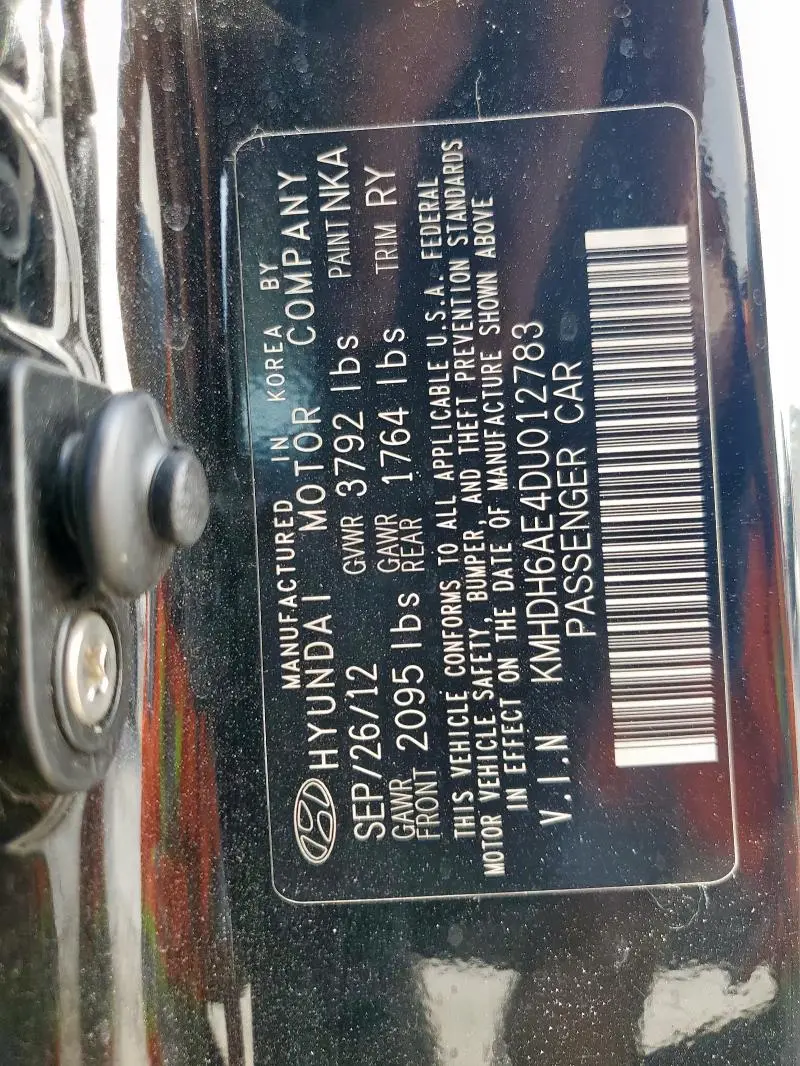 MANUFACTURED IN KOREA BY
HYUNDAI MOTOR COMPANY
SEP/26/12 GVWR 3792 lbs PAINT NKA
GAWR FRONT 2095 lbs GAWR REAR 1764 lbs TRIM RY
THIS VEHICLE CONFORMS TO ALL APPLICABLE U.S.A. FEDERAL
MOTOR VEHICLE SAFETY, BUMPER, AND THEFT PREVENTION STANDARDS
IN EFFECT ON THE DATE OF MANUFACTURE SHOWN ABOVE
V.I.N KMHDH6AE4DU012783
PASSENGER CAR